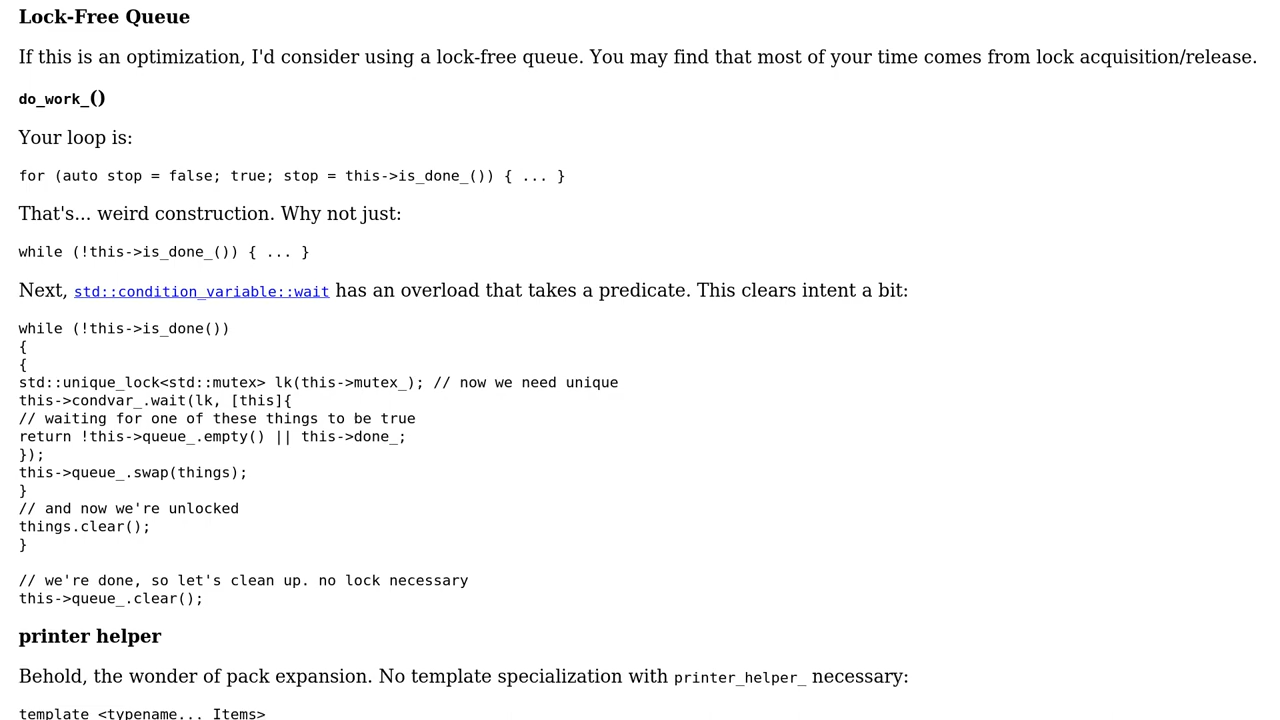 Lock-Free Queue
If this is an optimization, I'd consider using a lock-free queue. You may find that most of your time comes from lock acquisition/release.
do_work_()
Your loop is:
for (auto stop = false; true; stop = this->is_done_()) { ... }
That's... weird construction. Why not just:
while (!this->is_done_()) { ... }
Next, std::condition_variable::wait has an overload that takes a predicate. This clears intent a bit:
while (!this->is_done())
{
{
std::unique_lock<std::mutex> lk(this->mutex_); // now we need unique
this->condvar_.wait(lk, [this]{
// waiting for one of these things to be true
return !this->queue_.empty() || this->done_;
});
this->queue_.swap(things);
}
// and now we're unlocked
things.clear();
}
// we're done, so let's clean up. no lock necessary
this->queue_.clear();
printer helper
Behold, the wonder of pack expansion. No template specialization with printer_helper_ necessary:
template <typename... Items>